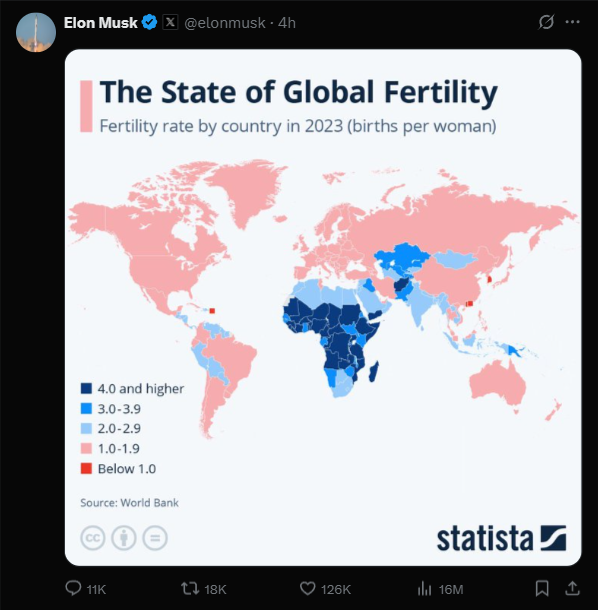 Elon Musk @elonmusk · 4h
The State of Global Fertility
Fertility rate by country in 2023 (births per woman)
4.0 and higher
3.0-3.9
2.0-2.9
1.0-1.9
Below 1.0
Source: World Bank
cc
statista
11K 18K 126K 16M